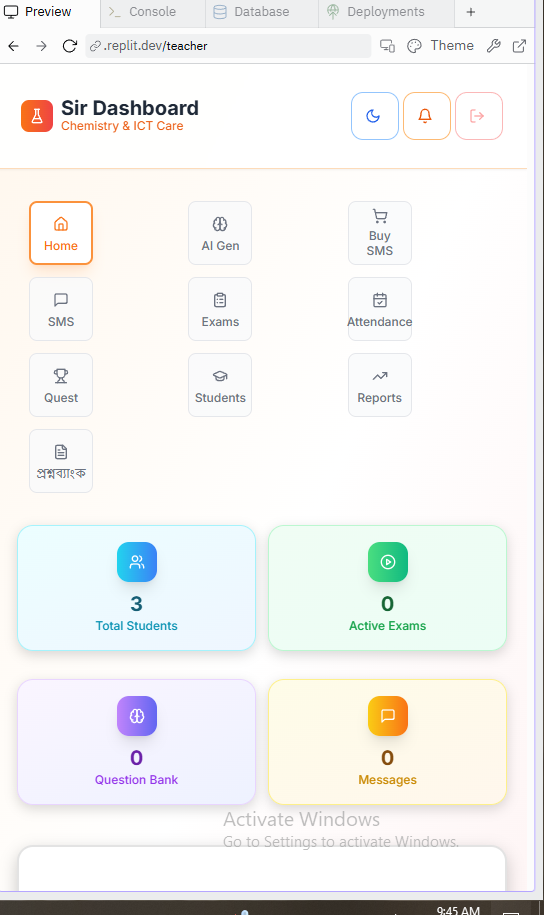 Preview
Console
Database
Deployments
.replit.dev/teacher
Theme
Sir Dashboard
Chemistry & ICT Care
Home
AI Gen
Buy
SMS
SMS
Exams
Attendance
Quest
Students
Reports
প্রশ্নব্যাংক
3
Total Students
0
Active Exams
0
Question Bank
0
Messages
Activate Windows
Go to Settings to activate Windows.
9:45 AM